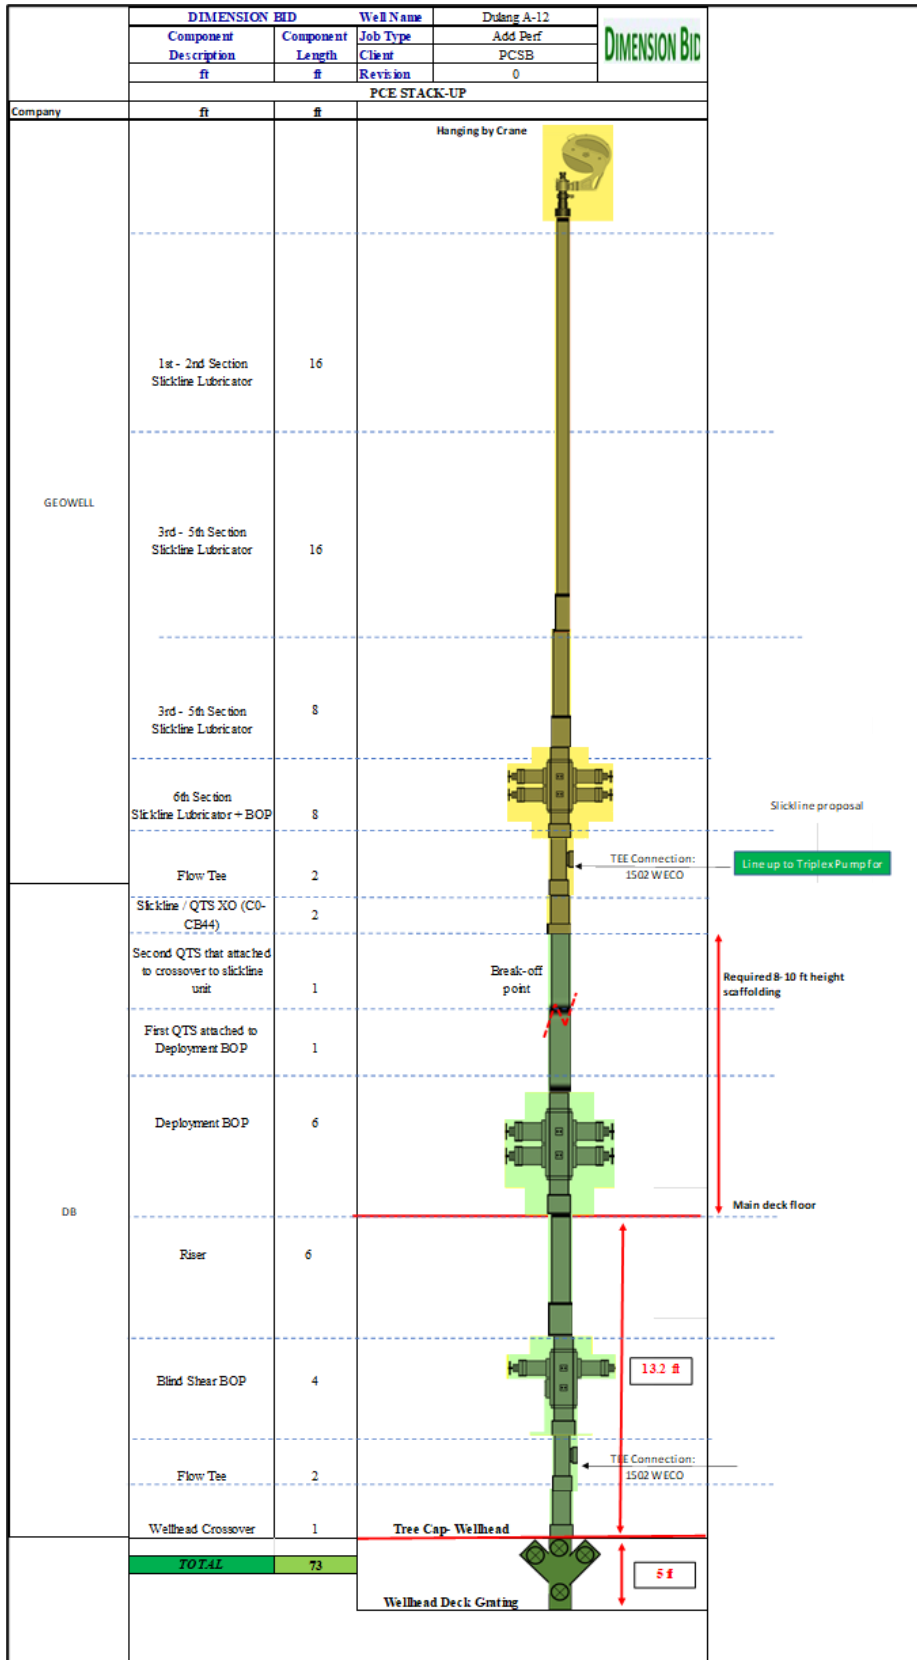 DIMENSION BID Well Name Dulang A-12
Component Component Job Type Add Perf
Description Length Client PCSB
ft ft Revision 0
DIMENSION BID
PCE STACK-UP
Company ft ft
Hanging by Crane
1st - 2nd Section
Slickline Lubricator
16
GEOWELL
3rd - 5th Section
Slickline Lubricator
16
3rd - 5th Section
Slickline Lubricator
8
6th Section
Slickline Lubricator + BOP
8
Slickline proposal
TEE Connection:
1502 WECO
Line up to Triplex Pump for
Flow Tee 2
Slickline / QTS XO (C0-
CB44)
2
Second QTS that attached
to crossover to slickline
unit
1
Break-off
point
Required 8-10 ft height
scaffolding
First QTS attached to
Deployment BOP
1
Deployment BOP 6
DB
Main deck floor
Riser 6
13.2 ft
Blind Shear BOP 4
TEE Connection:
1502 WECO
Flow Tee 2
Wellhead Crossover 1
Tree Cap- Wellhead
TOTAL 73
5 ft
Wellhead Deck Grating